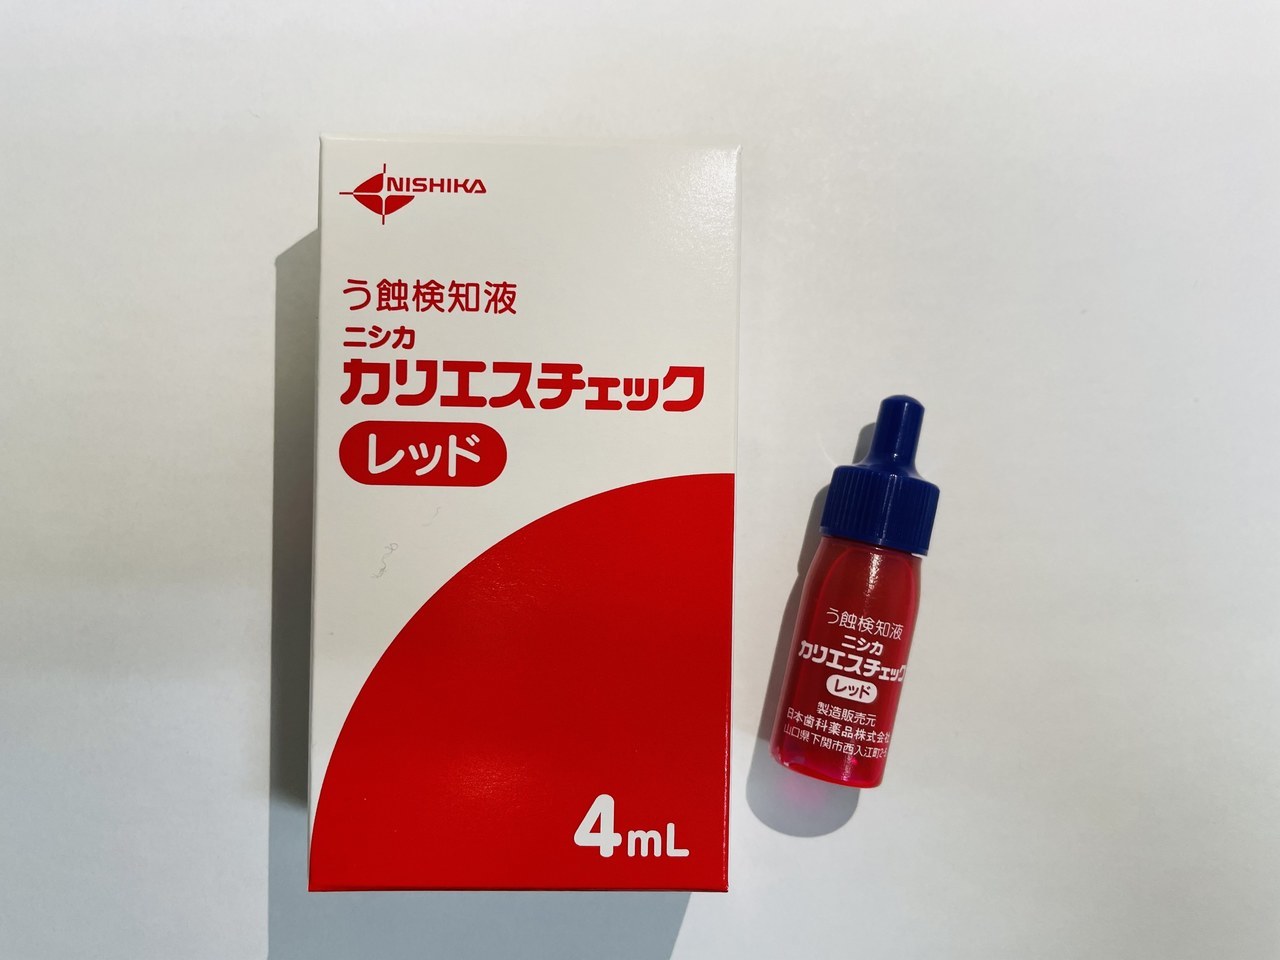 NISHIKA
う蝕検知液
ニシカ
カリエスチェック
レッド
4mL
う蝕検知液
ニシカ
カリエスチェック
レッド
製造販売元
日本歯科薬品株式会社
山口県下関市西入江町2-